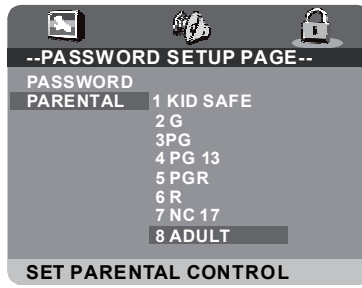 --PASSWORD SETUP PAGE--
PASSWORD
PARENTAL 1 KID SAFE
2 G
3PG
4 PG 13
5 PGR
6 R
7 NC 17
8 ADULT
SET PARENTAL CONTROL